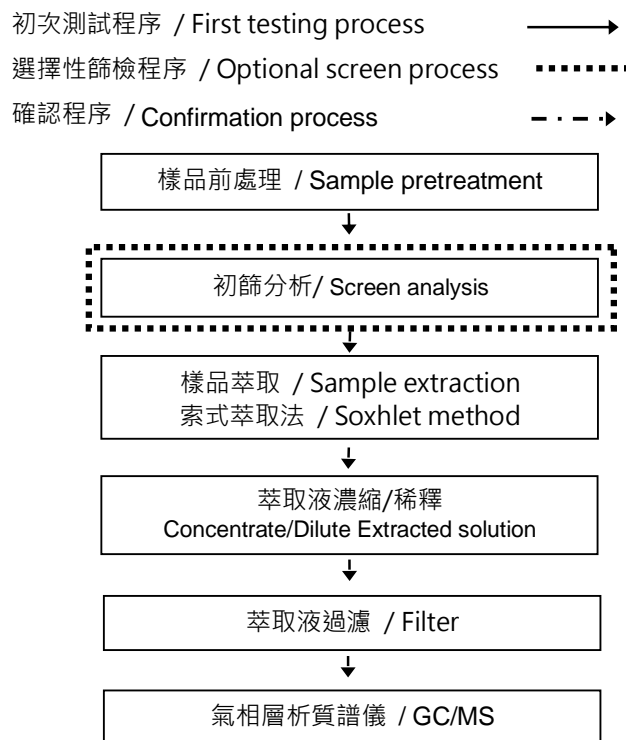 初次測試程序 / First testing process
選擇性篩檢程序 / Optional screen process
確認程序 / Confirmation process
樣品前處理 / Sample pretreatment
初篩分析/ Screen analysis
樣品萃取 / Sample extraction
索式萃取法 / Soxhlet method
萃取液濃縮/稀釋
Concentrate/Dilute Extracted solution
萃取液過濾 / Filter
氣相層析質譜儀 / GC/MS